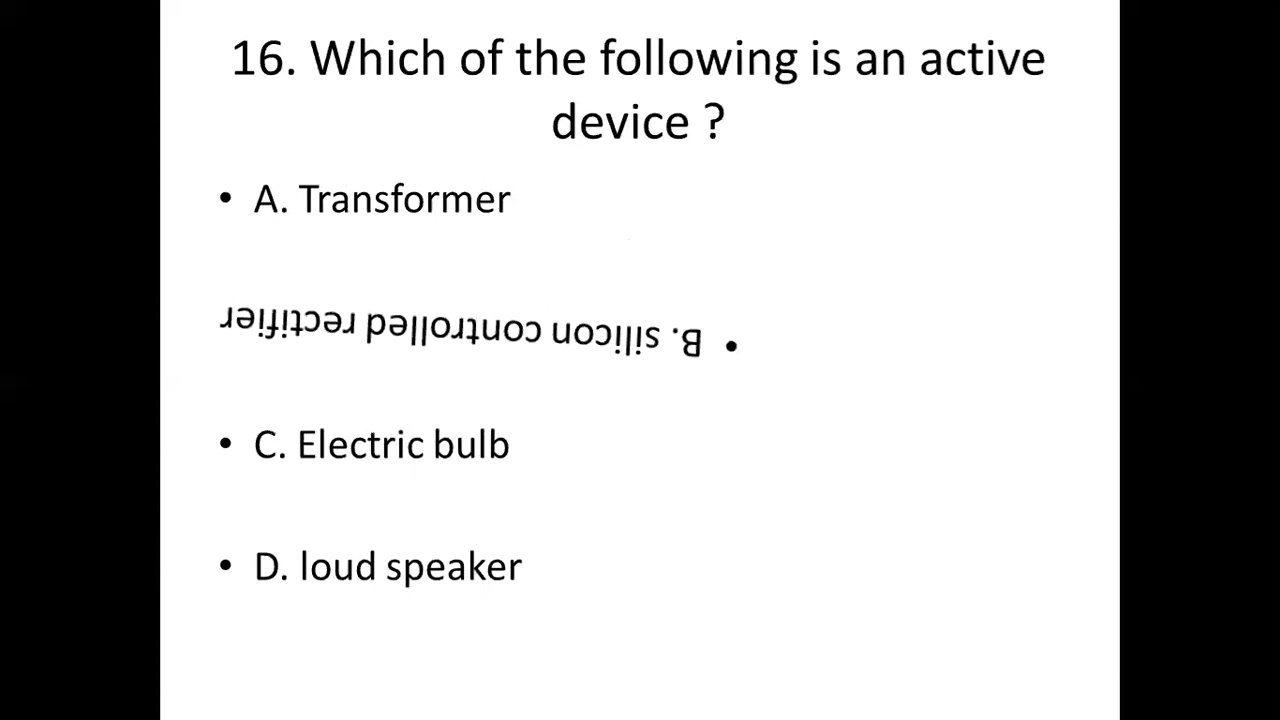 16. Which of the following is an active
device ?
• A. Transformer
• B. silicon controlled rectifier
• C. Electric bulb
• D. loud speaker